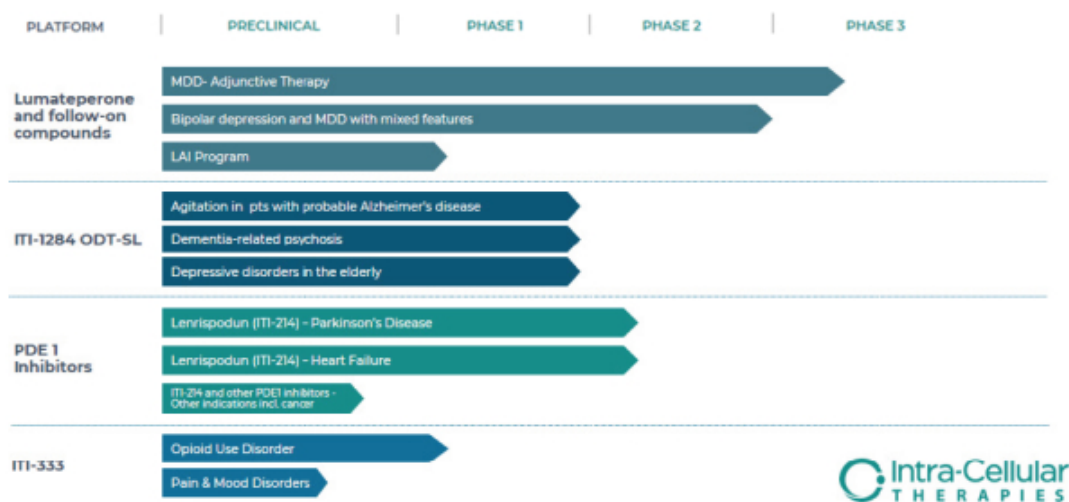 PLATFORM PRECLINICAL PHASE 1 PHASE 2 PHASE 3
Lumateperone
and follow-on
compounds
MDD- Adjunctive Therapy
Bipolar depression and MDD with mixed features
LAI Program
ITI-1284 ODT-SL
Agitation in pts with probable Alzheimer's disease
Dementia-related psychosis
Depressive disorders in the elderly
PDE 1
Inhibitors
Lenrispodun (ITI-214) – Parkinson's Disease
Lenrispodun (ITI-214) – Heart Failure
ITI-214 and other PDE1 inhibitors -
Other indications incl. cancer
ITI-333
Opioid Use Disorder
Pain & Mood Disorders
Intra-Cellular
THERAPIES